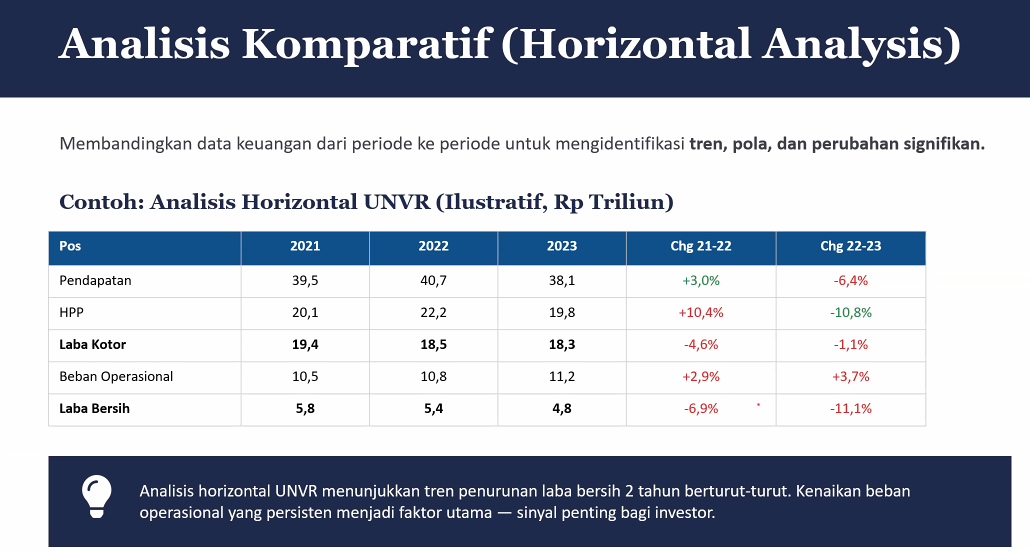 Analisis Komparatif (Horizontal Analysis)
Membandingkan data keuangan dari periode ke periode untuk mengidentifikasi tren, pola, dan perubahan signifikan.
Contoh: Analisis Horizontal UNVR (Ilustratif, Rp Triliun)
Pos 2021 2022 2023 Chg 21-22 Chg 22-23
Pendapatan 39,5 40,7 38,1 +3,0% -6,4%
HPP 20,1 22,2 19,8 +10,4% -10,8%
Laba Kotor 19,4 18,5 18,3 -4,6% -1,1%
Beban Operasional 10,5 10,8 11,2 +2,9% +3,7%
Laba Bersih 5,8 5,4 4,8 -6,9% -11,1%
Analisis horizontal UNVR menunjukkan tren penurunan laba bersih 2 tahun berturut-turut. Kenaikan beban
operasional yang persisten menjadi faktor utama — sinyal penting bagi investor.